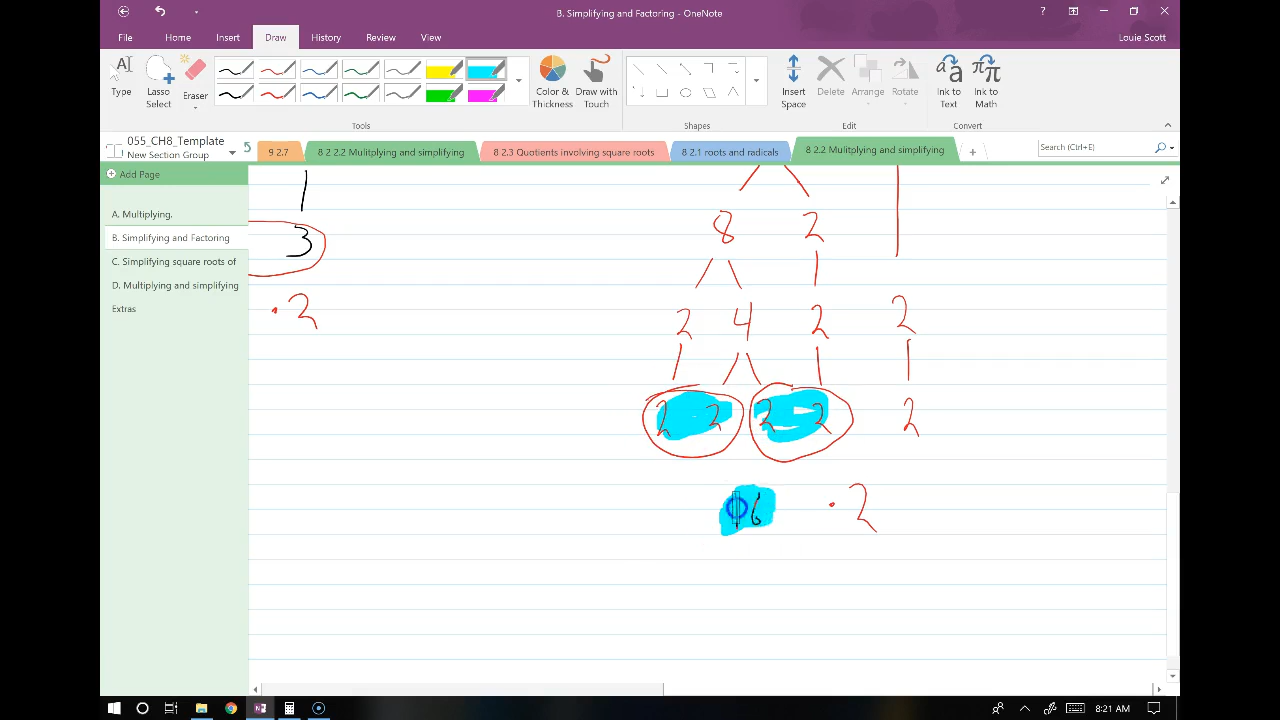 B. Simplifying and Factoring - OneNote
?
File Home Insert Draw History Review View
Louie Scott
Type
Lasso Select
Eraser
Color & Thickness
Draw with Touch
Insert Space
Delete
Arrange
Rotate
Ink to Text
Ink to Math
Tools
Shapes
Edit
Convert
055_CH8_Template
New Section Group
9 2.7
8 2.2.2 Mulitplying and simplifying
8 2.3 Quotients involving square roots
8 2.1 roots and radicals
8 2.2 Mulitplying and simplifying
Search (Ctrl+E)
Add Page
A. Multiplying.
B. Simplifying and Factoring
C. Simplifying square roots of
D. Multiplying and simplifying
Extras
3
· 2
8 2
2 4 2 2
2 2 2 2 2
16 · 2
8:21 AM